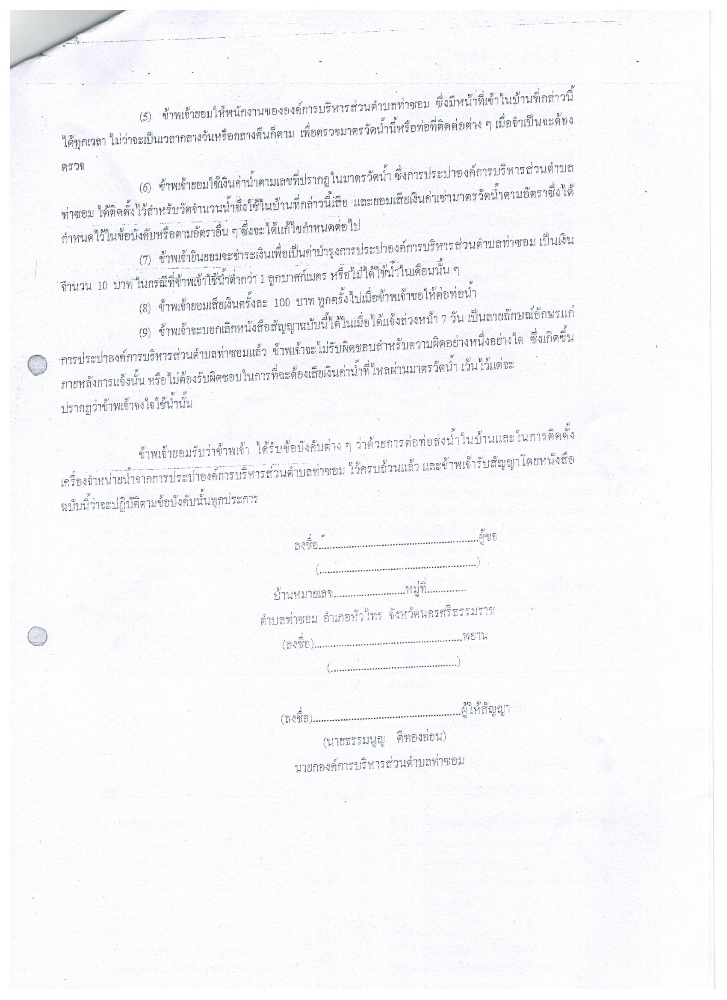 (5) ข้าพเจ้ายอมให้พนักงานขององค์การบริหารส่วนตำบลท่าซอม ซึ่งมีหน้าที่เข้าในบ้านที่กล่าวนี้
ได้ทุกเวลา ไม่ว่าจะเป็นเวลากลางวันหรือกลางคืนก็ตาม เพื่อตรวจมาตรวัดน้ำนี้หรือท่อที่ติดต่อต่าง ๆ เมื่อจำเป็นจะต้อง
ตรวจ
(6) ข้าพเจ้ายอมใช้เงินค่าน้ำตามเลขที่ปรากฏในมาตรวัดน้ำ ซึ่งการประปาองค์การบริหารส่วนตำบล
ท่าซอม ได้ติดตั้งไว้สำหรับวัดจำนวนน้ำซึ่งใช้ในบ้านที่กล่าวนี้เสีย และยอมเสียเงินค่าเช่ามาตรวัดน้ำตามอัตราซึ่งได้
กำหนดไว้ในข้อบังคับหรือตามอัตราอื่น ๆ ซึ่งจะได้แก้ไขกำหนดต่อไป
(7) ข้าพเจ้ายินยอมจะชำระเงินเพื่อเป็นค่าบำรุงการประปาองค์การบริหารส่วนตำบลท่าซอม เป็นเงิน
จำนวน 10 บาท ในกรณีที่ข้าพเจ้าใช้น้ำต่ำกว่า 1 ลูกบาศก์เมตร หรือไม่ได้ใช้น้ำในเดือนนั้น ๆ
(8) ข้าพเจ้ายอมเสียเงินครั้งละ 100 บาท ทุกครั้งไปเมื่อข้าพเจ้าขอให้ต่อท่อน้ำ
(9) ข้าพเจ้าจะบอกเลิกหนังสือสัญญาฉบับนี้ได้ในเมื่อได้แจ้งล่วงหน้า 7 วัน เป็นลายลักษณ์อักษรแก่
การประปาองค์การบริหารส่วนตำบลท่าซอมแล้ว ข้าพเจ้าจะไม่รับผิดชอบสำหรับความผิดอย่างหนึ่งอย่างใด ซึ่งเกิดขึ้น
ภายหลังการแจ้งนั้น หรือไม่ต้องรับผิดชอบในการที่จะต้องเสียเงินค่าน้ำที่ไหลผ่านมาตรวัดน้ำ เว้นไว้แต่จะ
ปรากฏว่าข้าพเจ้าจงใจใช้น้ำนั้น
ข้าพเจ้ายอมรับว่าข้าพเจ้า ได้รับข้อบังคับต่าง ๆ ว่าด้วยการต่อท่อส่งน้ำในบ้านและในการติดตั้ง
เครื่องจำหน่ายน้ำจากการประปาองค์การบริหารส่วนตำบลท่าซอม ไว้ครบถ้วนแล้ว และข้าพเจ้ารับสัญญาโดยหนังสือ
ฉบับนี้ว่าจะปฏิบัติตามข้อบังคับนั้นทุกประการ
ลงชื่อ..........................................................ผู้ขอ
(..........................................................)
บ้านหมายเลข..........................หมู่ที่..............
ตำบลท่าซอม อำเภอหัวไทร จังหวัดนครศรีธรรมราช
(ลงชื่อ).....................................................พยาน
(..............................................)
(ลงชื่อ).....................................................ผู้ให้สัญญา
(นายธรรมนูญ ดีทองอ่อน)
นายกองค์การบริหารส่วนตำบลท่าซอม